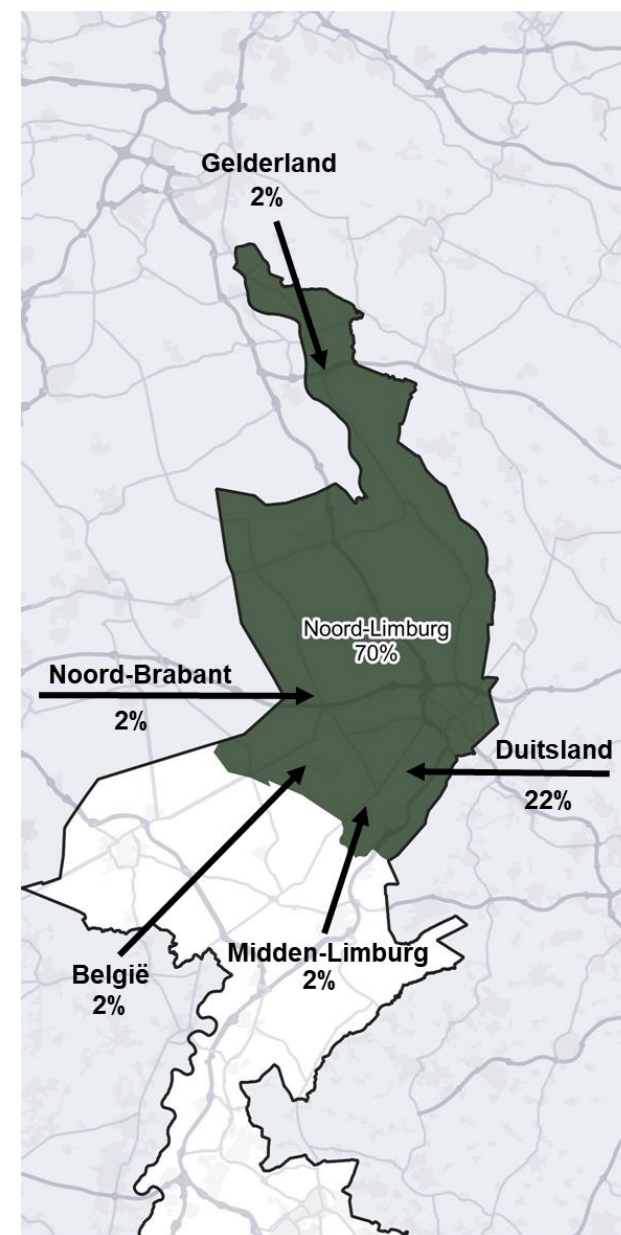 Gelderland
2%
Noord-Limburg
70%
Noord-Brabant
2%
Duitsland
22%
Midden-Limburg
2%
België
2%